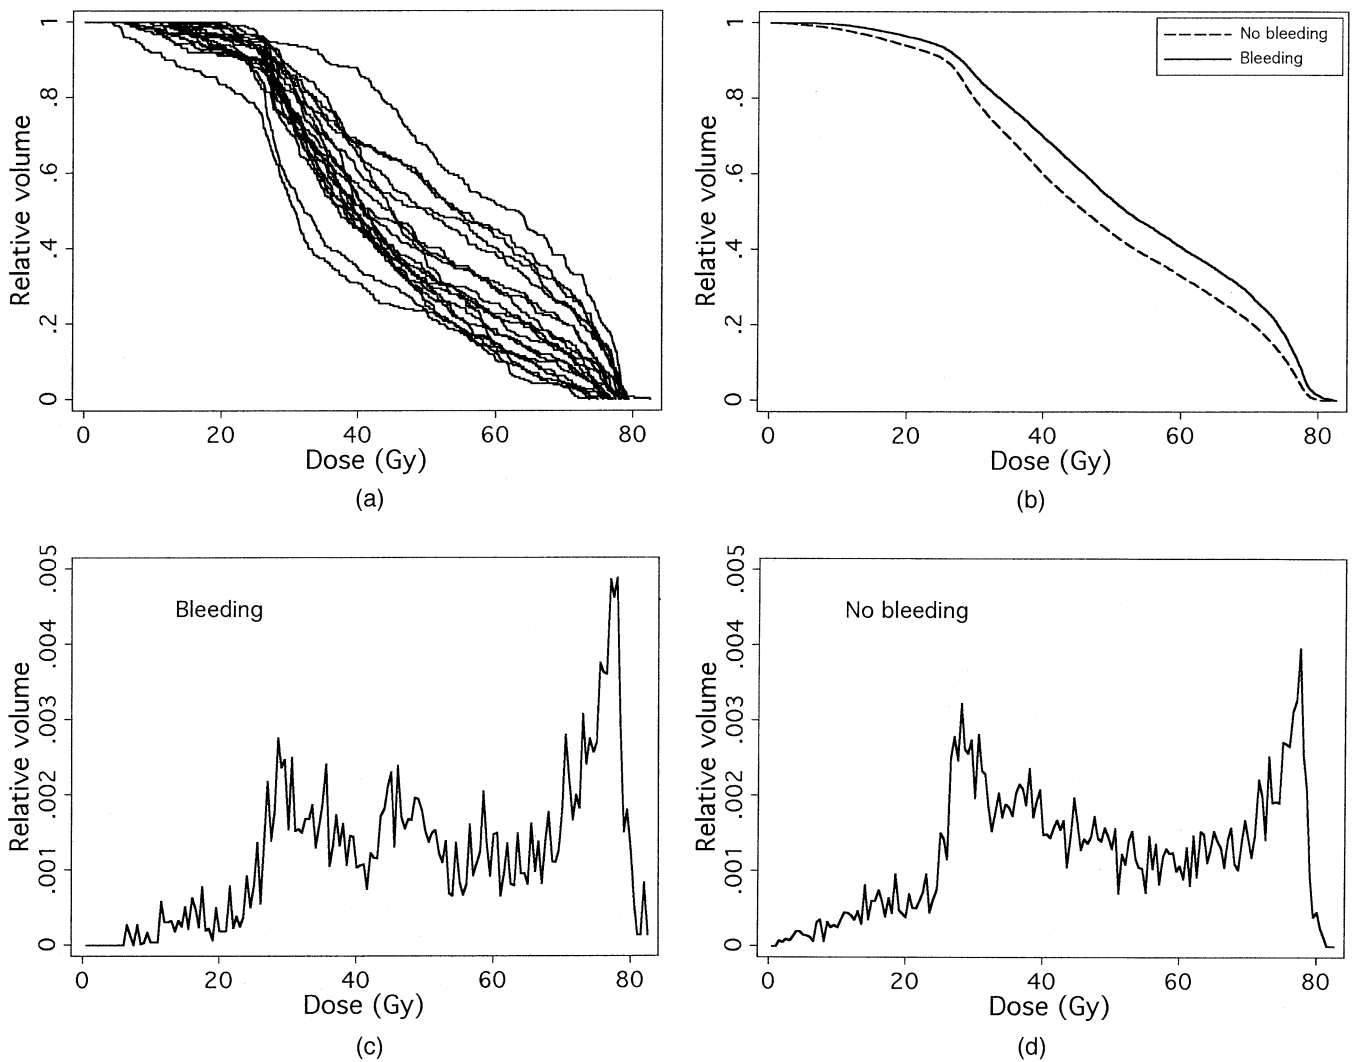 Relative volume
1
.8
.6
.4
.2
0
0 20 40 60 80
Dose (Gy)
(a)
Relative volume
1
.8
.6
.4
.2
0
No bleeding
Bleeding
0 20 40 60 80
Dose (Gy)
(b)
Relative volume
.005
.004
.003
.002
.001
0
Bleeding
0 20 40 60 80
Dose (Gy)
(c)
Relative volume
.005
.004
.003
.002
.001
0
No bleeding
0 20 40 60 80
Dose (Gy)
(d)